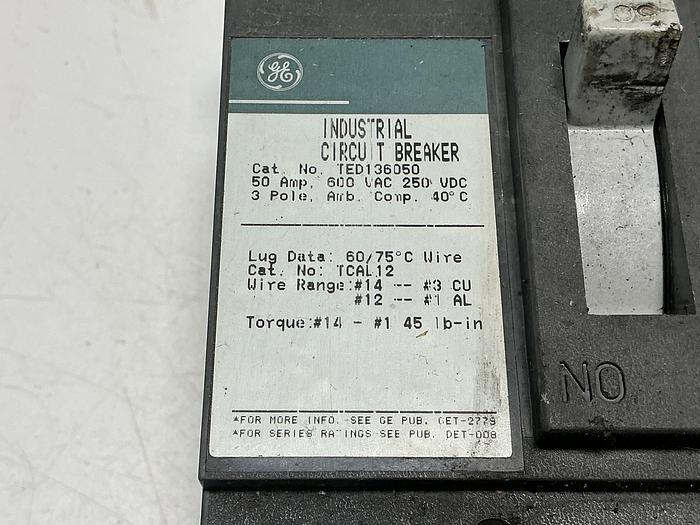 GE
INDUSTRIAL
CIRCUIT BREAKER
Cat. No. TED136050
50 Amp, 600 VAC 250 VDC
3 Pole, Amb. Comp. 40°C
Lug Data: 60/75°C Wire
Cat. No: TCAL12
Wire Range:#14 -- #3 CU
#12 -- #1 AL
Torque:#14 - #1 45 lb-in
*FOR MORE INFO. SEE GE PUB. GET-2779
*FOR SERIES RATINGS SEE PUB. DET-008
NO